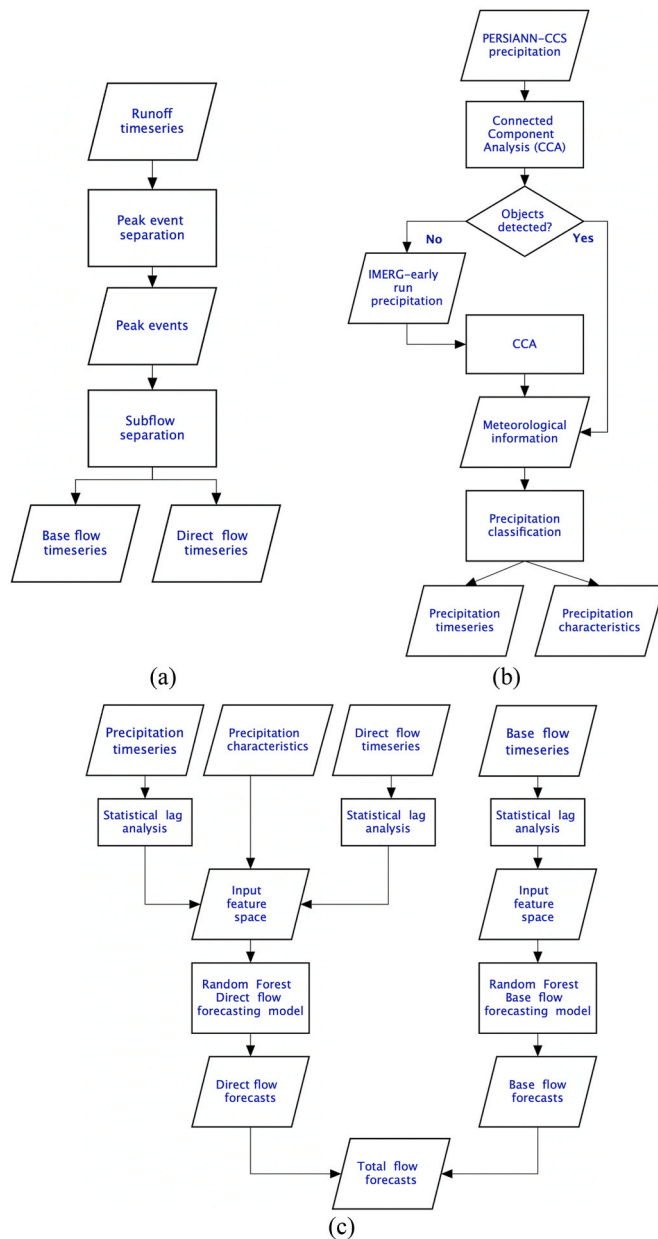 Runoff
timeseries
Peak event
separation
Peak events
Subflow
separation
Base flow
timeseries
Direct flow
timeseries
(a)
PERSIANN-CCS
precipitation
Connected
Component
Analysis (CCA)
Objects
detected?
No
Yes
IMERG-early
run
precipitation
CCA
Meteorological
information
Precipitation
classification
Precipitation
timeseries
Precipitation
characteristics
(b)
Precipitation
timeseries
Precipitation
characteristics
Direct flow
timeseries
Base flow
timeseries
Statistical lag
analysis
Statistical lag
analysis
Statistical lag
analysis
Input
feature
space
Input
feature
space
Random Forest
Direct flow
forecasting model
Random Forest
Base flow
forecasting model
Direct flow
forecasts
Base flow
forecasts
Total flow
forecasts
(c)